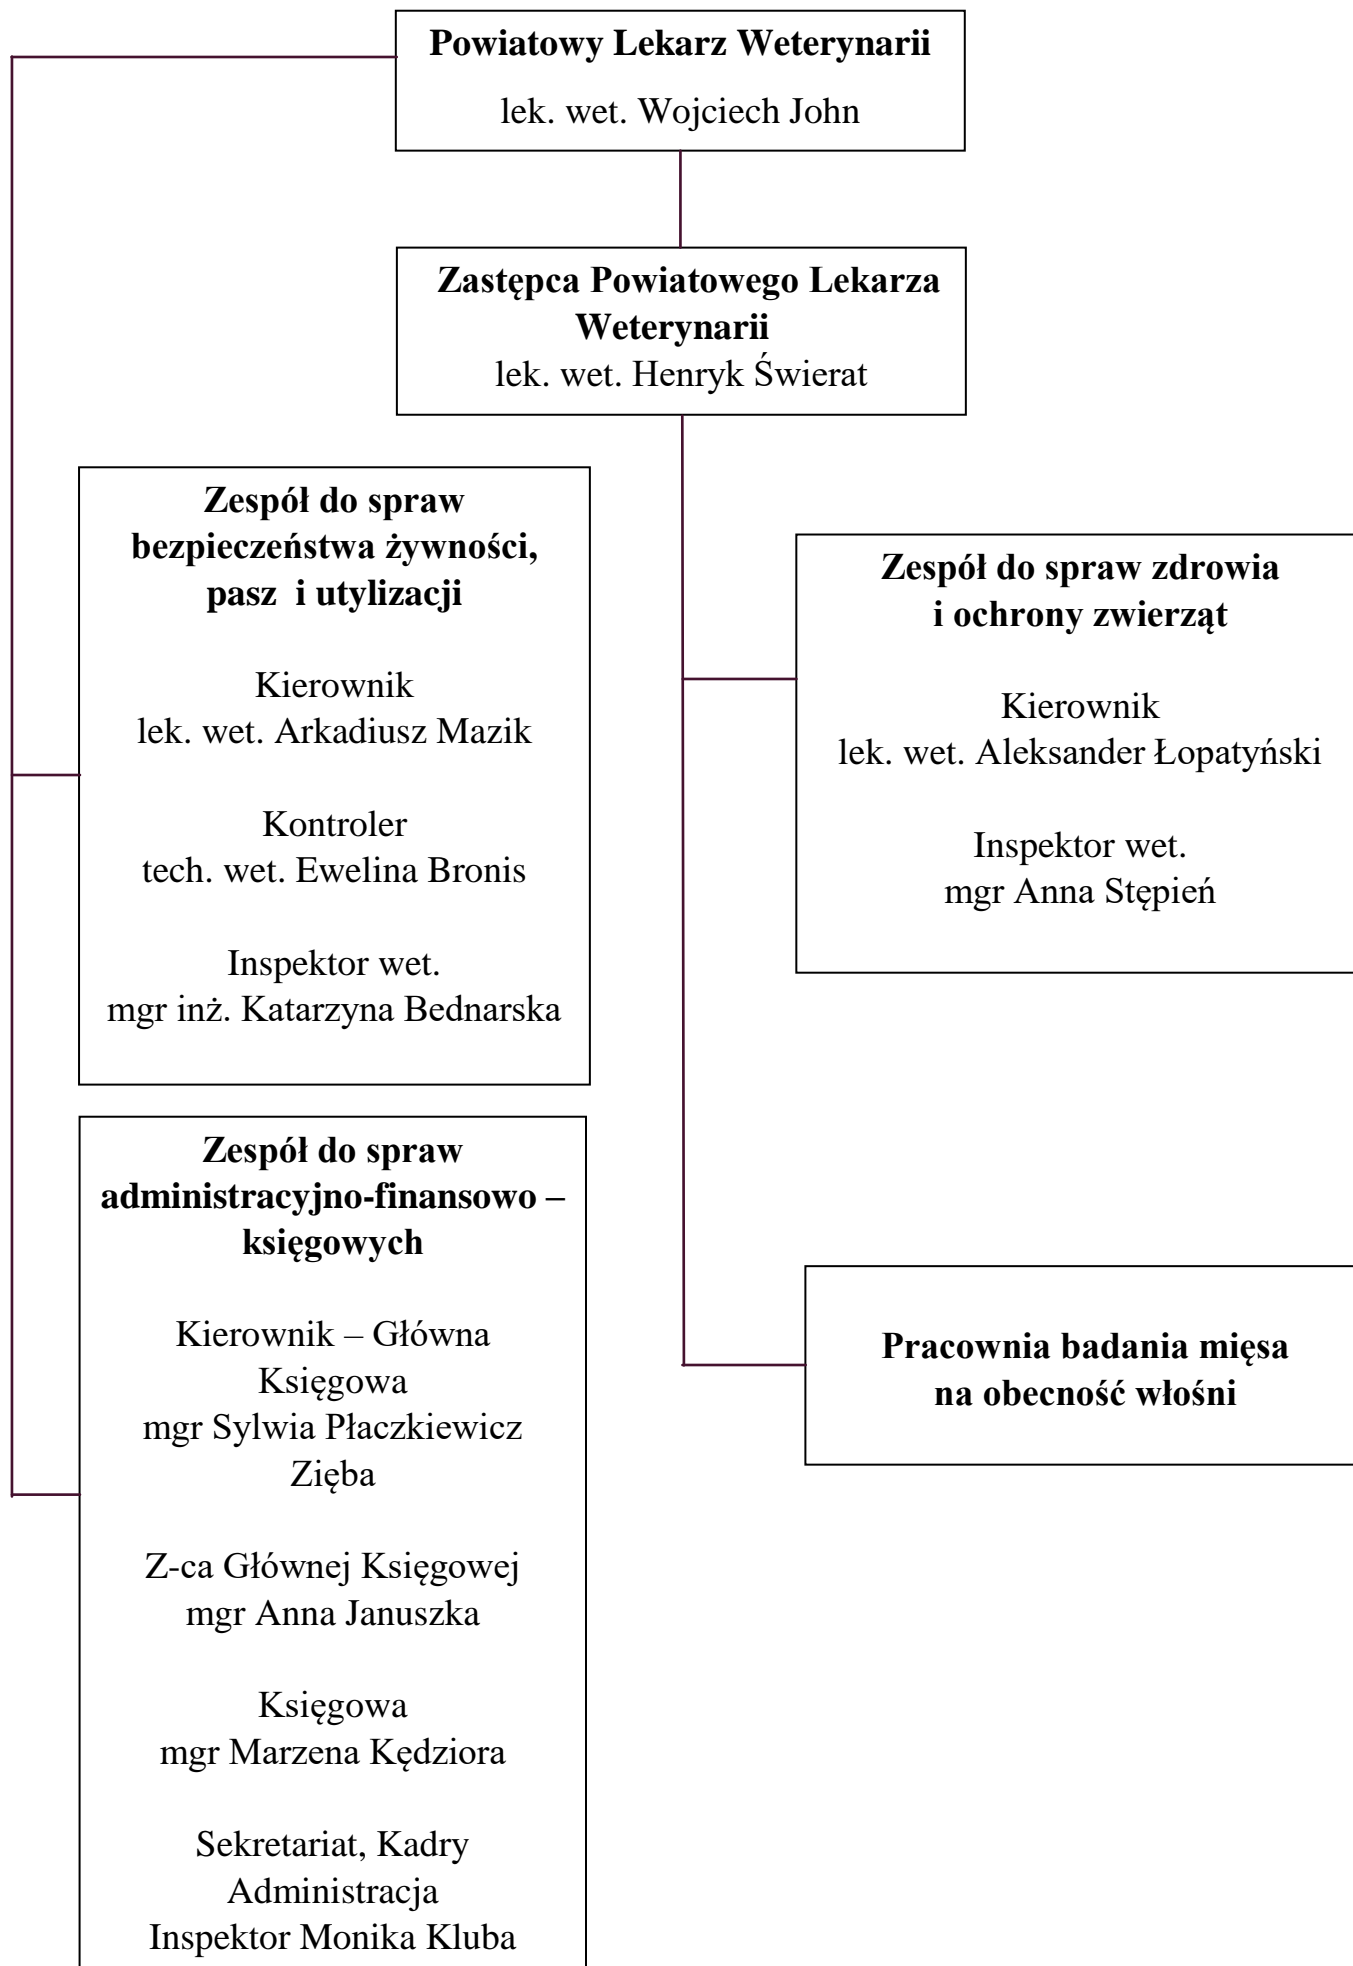 Powiatowy Lekarz Weterynarii
lek. wet. Wojciech John
Zastępca Powiatowego Lekarza
Weterynarii
lek. wet. Henryk Świerat
Zespół do spraw
bezpieczeństwa żywności,
pasz i utylizacji
Kierownik
lek. wet. Arkadiusz Mazik
Kontroler
tech. wet. Ewelina Bronis
Inspektor wet.
mgr inż. Katarzyna Bednarska
Zespół do spraw zdrowia
i ochrony zwierząt
Kierownik
lek. wet. Aleksander Łopatyński
Inspektor wet.
mgr Anna Stępień
Zespół do spraw
administracyjno-finansowo –
księgowych
Kierownik – Główna
Księgowa
mgr Sylwia Płaczkiewicz
Zięba
Z-ca Głównej Księgowej
mgr Anna Januszka
Księgowa
mgr Marzena Kędziora
Sekretariat, Kadry
Administracja
Inspektor Monika Kluba
Pracownia badania mięsa
na obecność włośni